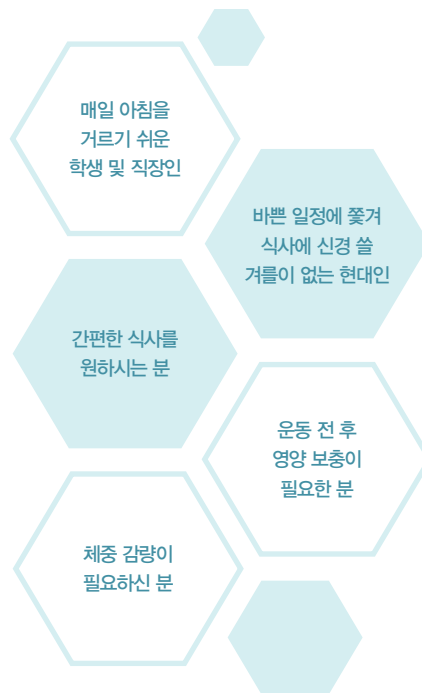 매일 아침을
거르기 쉬운
학생 및 직장인
바쁜 일정에 쫓겨
식사에 신경 쓸
겨를이 없는 현대인
간편한 식사를
원하시는 분
운동 전 후
영양 보충이
필요한 분
체중 감량이
필요하신 분